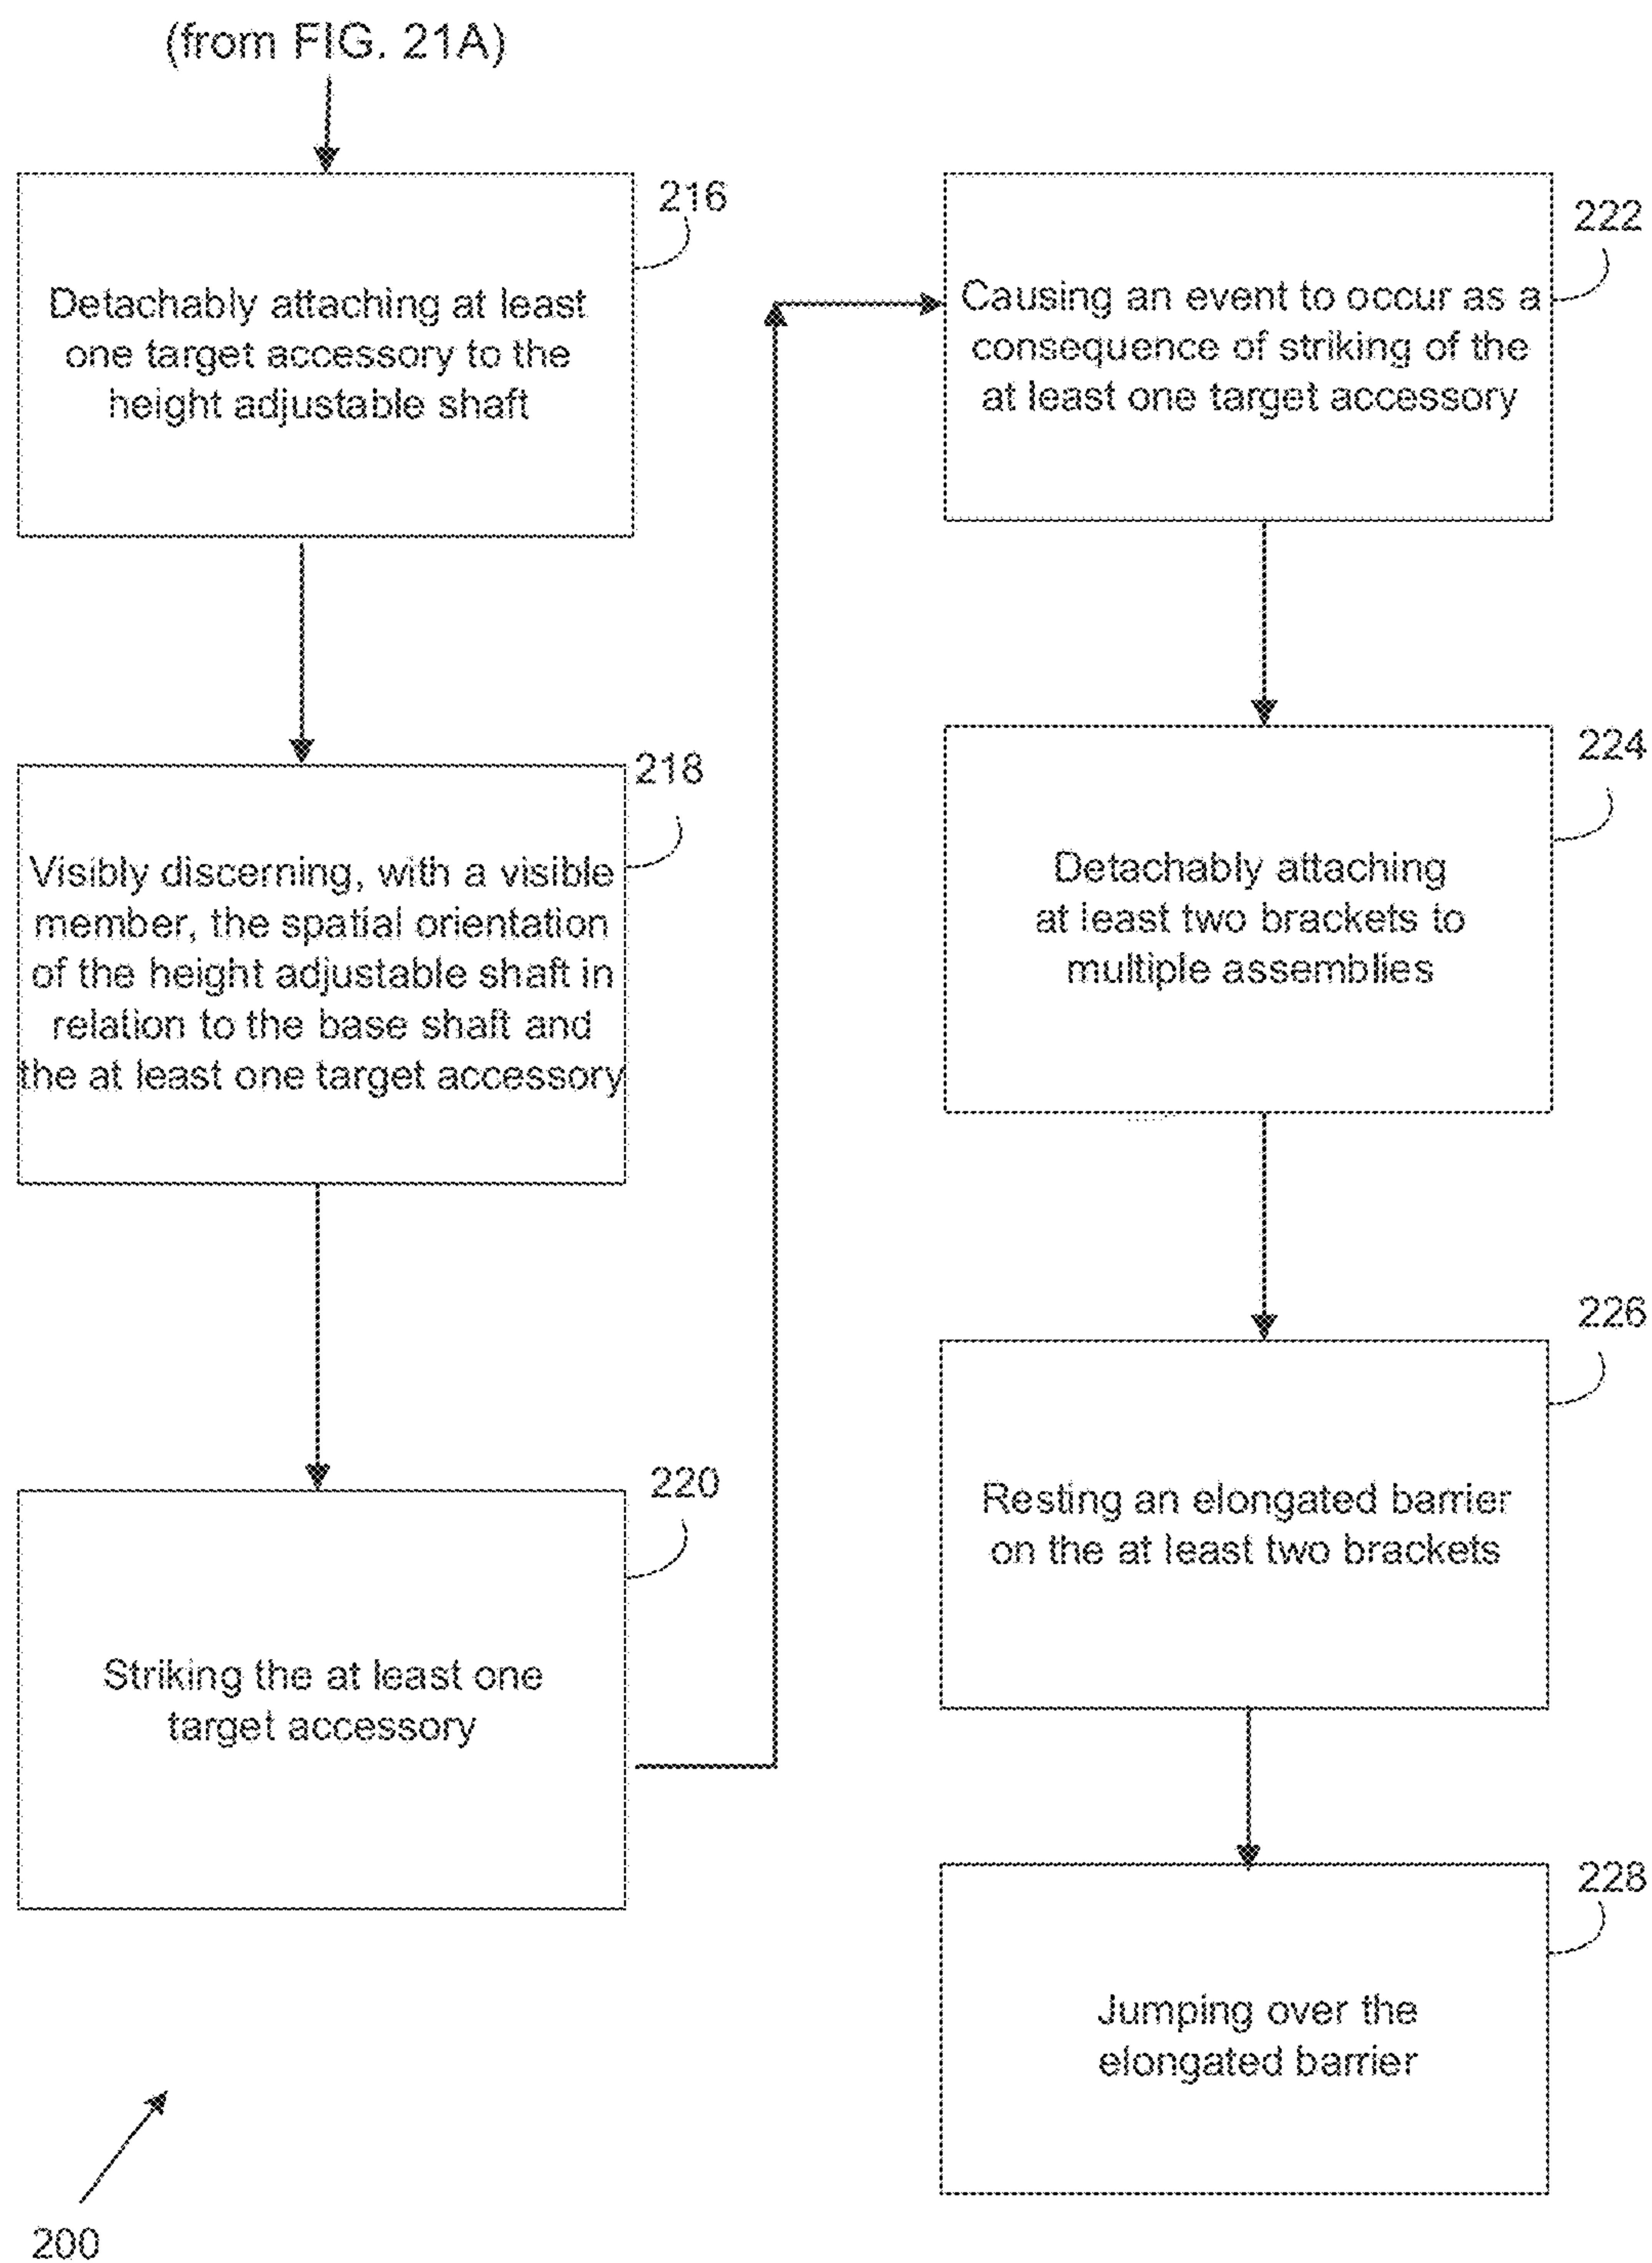 (from FIG. 21A)
216
Detachably attaching at least
one target accessory to the
height adjustable shaft
218
Visibly discerning, with a visible
member, the spatial orientation
of the height adjustable shaft in
relation to the base shaft and
the at least one target accessory
220
Striking the at least one
target accessory
222
Causing an event to occur as a
consequence of striking of the
at least one target accessory
224
Detachably attaching
at least two brackets to
multiple assemblies
226
Resting an elongated barrier
on the at least two brackets
228
Jumping over the
elongated barrier
200